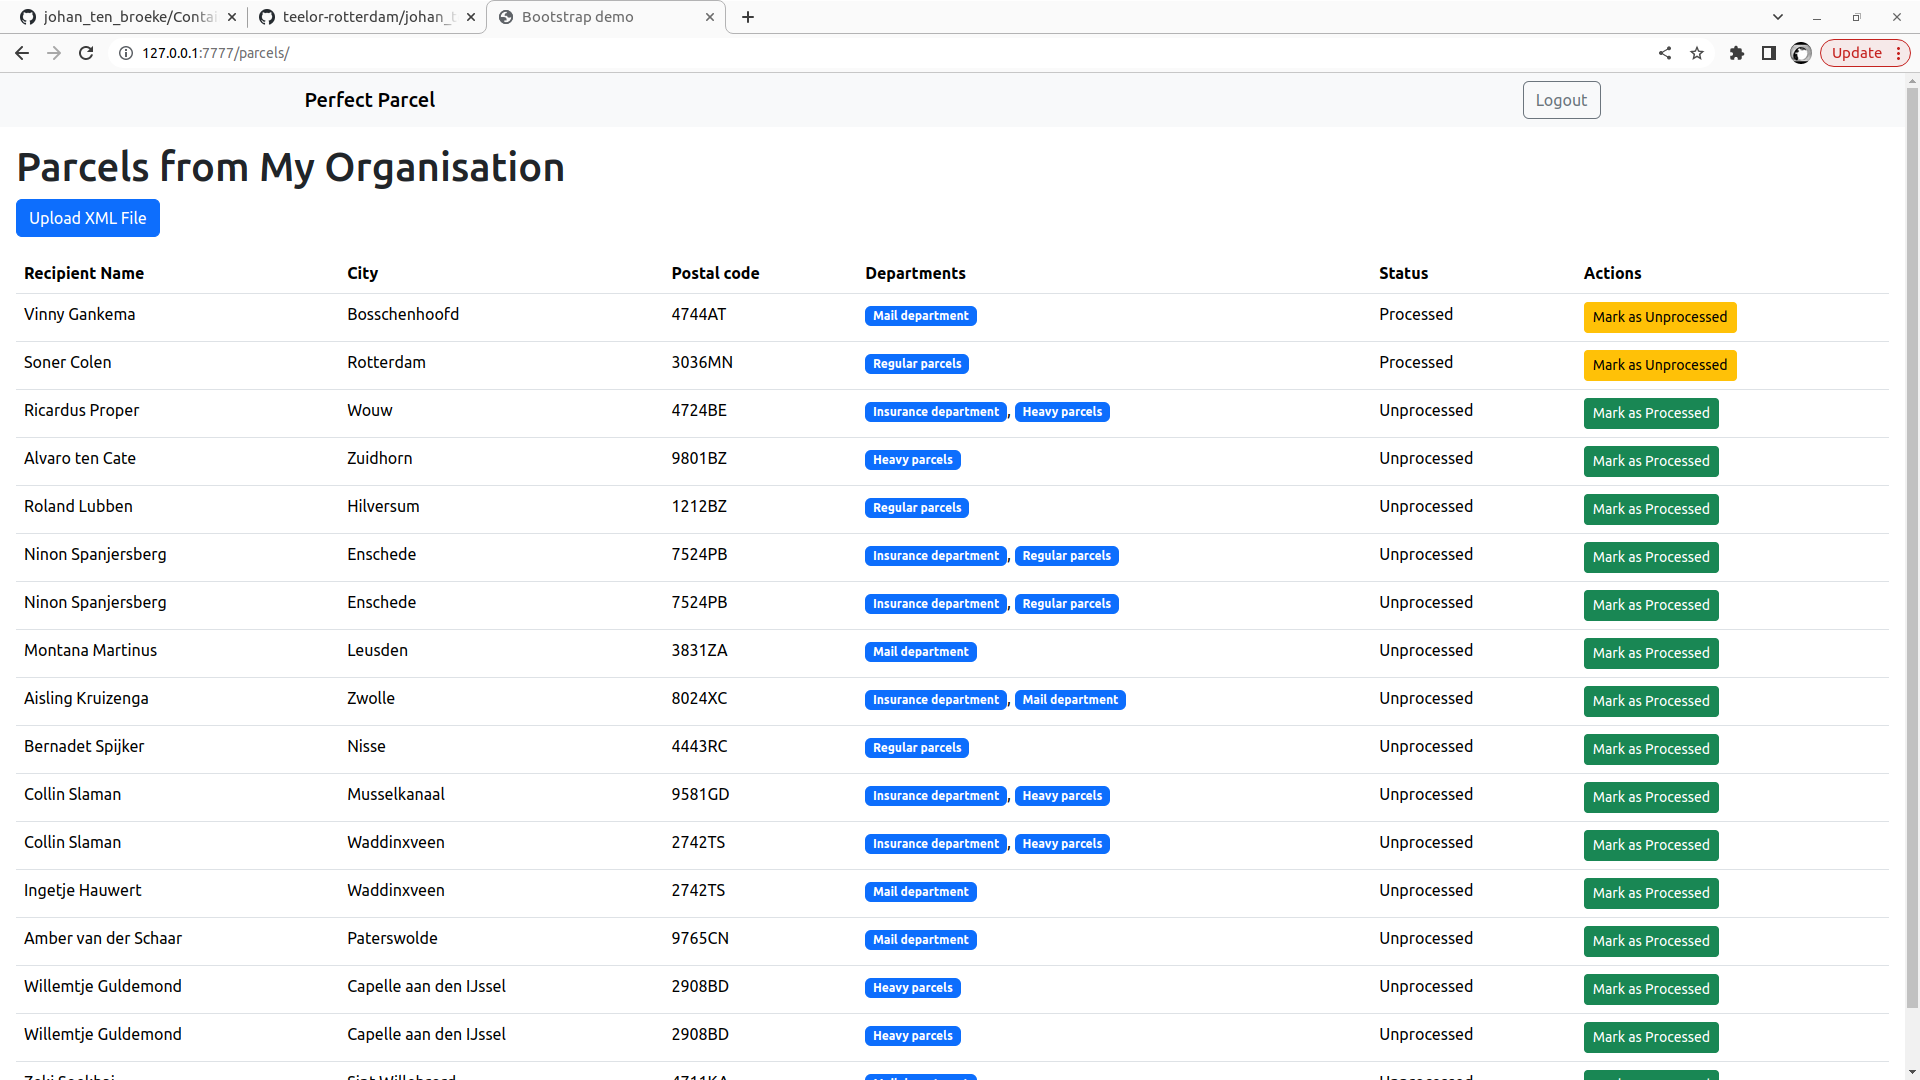 johan_ten_broeke/Contai
teelor-rotterdam/johan_t
Bootstrap demo
127.0.0.1:7777/parcels/
Update
Perfect Parcel
Logout
Parcels from My Organisation
Upload XML File
Recipient Name City Postal code Departments Status Actions
Vinny Gankema Bosschenhoofd 4744AT Mail department Processed Mark as Unprocessed
Soner Colen Rotterdam 3036MN Regular parcels Processed Mark as Unprocessed
Ricardus Proper Wouw 4724BE Insurance department, Heavy parcels Unprocessed Mark as Processed
Alvaro ten Cate Zuidhorn 9801BZ Heavy parcels Unprocessed Mark as Processed
Roland Lubben Hilversum 1212BZ Regular parcels Unprocessed Mark as Processed
Ninon Spanjersberg Enschede 7524PB Insurance department, Regular parcels Unprocessed Mark as Processed
Ninon Spanjersberg Enschede 7524PB Insurance department, Regular parcels Unprocessed Mark as Processed
Montana Martinus Leusden 3831ZA Mail department Unprocessed Mark as Processed
Aisling Kruizenga Zwolle 8024XC Insurance department, Mail department Unprocessed Mark as Processed
Bernadet Spijker Nisse 4443RC Regular parcels Unprocessed Mark as Processed
Collin Slaman Musselkanaal 9581GD Insurance department, Heavy parcels Unprocessed Mark as Processed
Collin Slaman Waddinxveen 2742TS Insurance department, Heavy parcels Unprocessed Mark as Processed
Ingetje Hauwert Waddinxveen 2742TS Mail department Unprocessed Mark as Processed
Amber van der Schaar Paterswolde 9765CN Mail department Unprocessed Mark as Processed
Willemtje Guldemond Capelle aan den IJssel 2908BD Heavy parcels Unprocessed Mark as Processed
Willemtje Guldemond Capelle aan den IJssel 2908BD Heavy parcels Unprocessed Mark as Processed